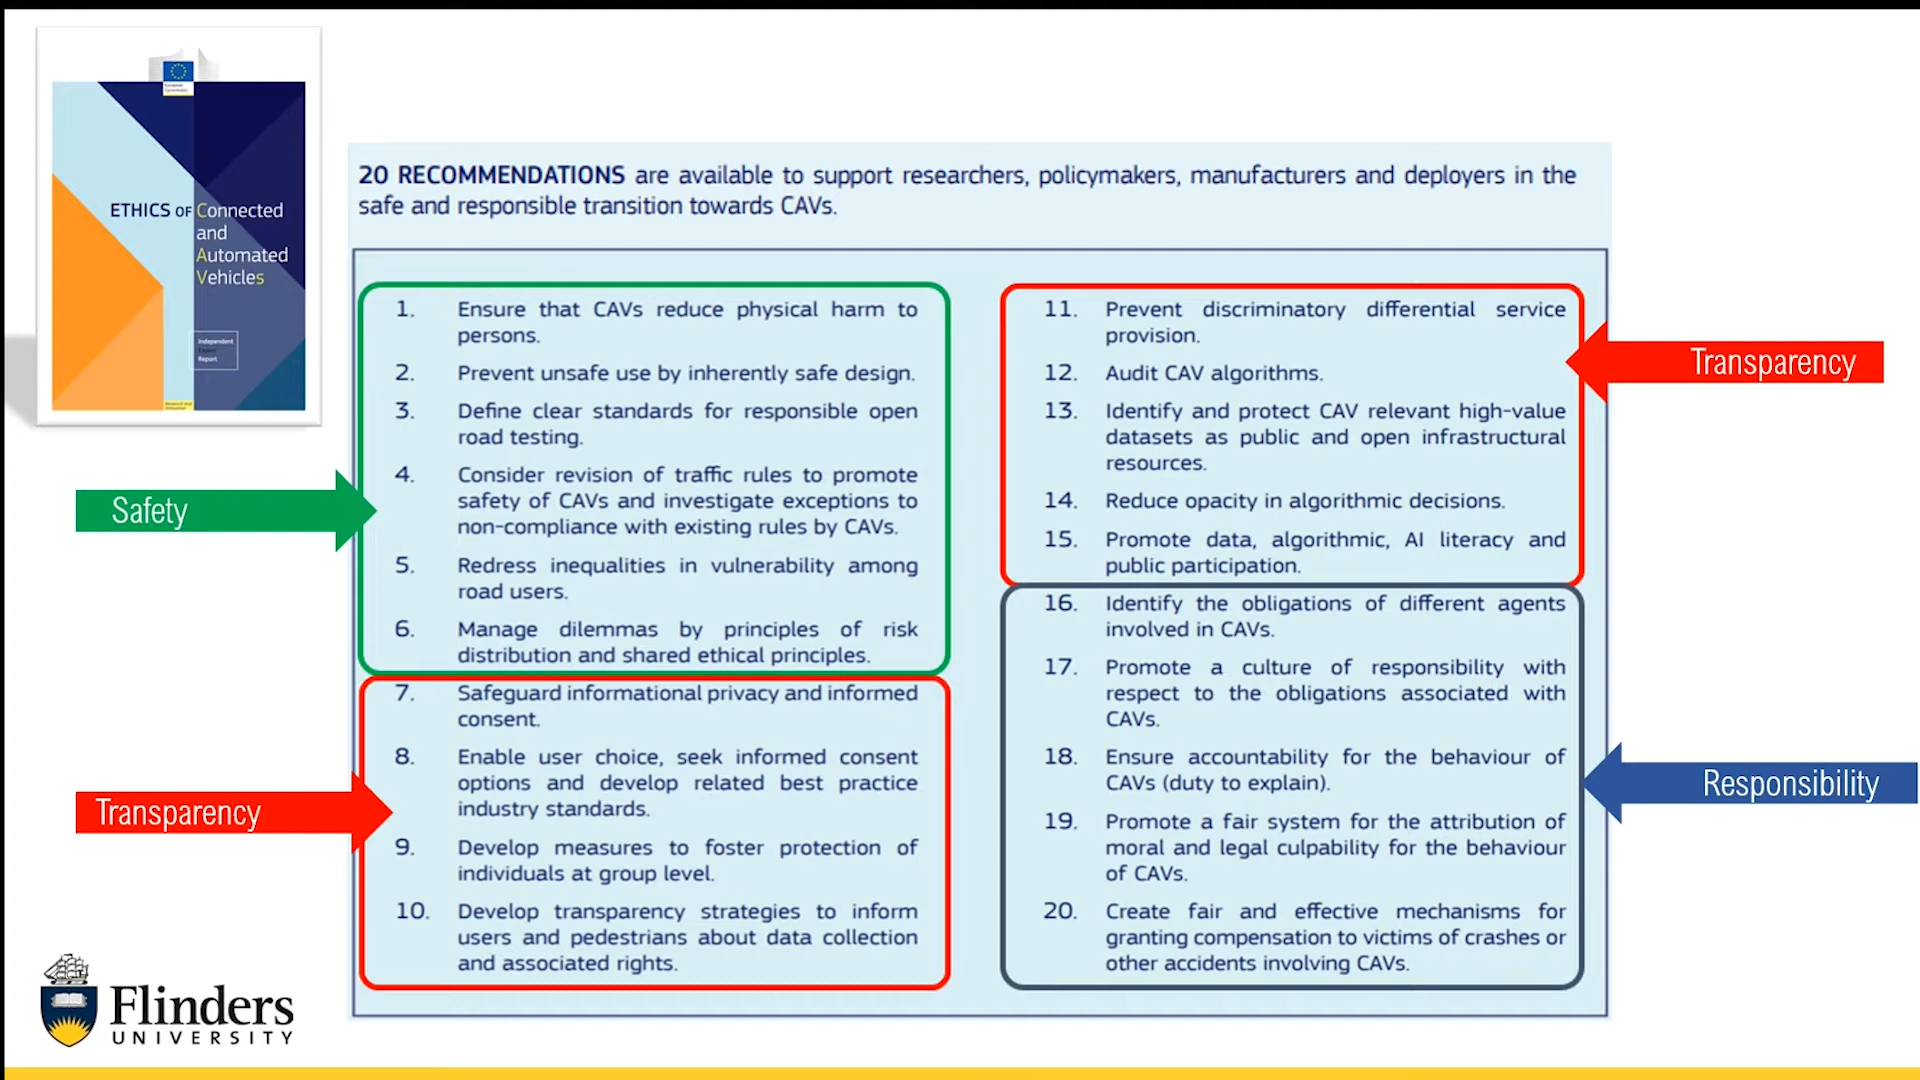 European
Commission
ETHICS OF Connected
and
Automated
Vehicles
Independent
Expert
Report
Research and
Innovation
20 RECOMMENDATIONS are available to support researchers, policymakers, manufacturers and deployers in the
safe and responsible transition towards CAVs.
1. Ensure that CAVs reduce physical harm to
persons.
2. Prevent unsafe use by inherently safe design.
3. Define clear standards for responsible open
road testing.
4. Consider revision of traffic rules to promote
safety of CAVs and investigate exceptions to
non-compliance with existing rules by CAVs.
5. Redress inequalities in vulnerability among
road users.
6. Manage dilemmas by principles of risk
distribution and shared ethical principles.
Safety
7. Safeguard informational privacy and informed
consent.
8. Enable user choice, seek informed consent
options and develop related best practice
industry standards.
9. Develop measures to foster protection of
individuals at group level.
10. Develop transparency strategies to inform
users and pedestrians about data collection
and associated rights.
Transparency
11. Prevent discriminatory differential service
provision.
12. Audit CAV algorithms.
13. Identify and protect CAV relevant high-value
datasets as public and open infrastructural
resources.
14. Reduce opacity in algorithmic decisions.
15. Promote data, algorithmic, AI literacy and
public participation.
Transparency
16. Identify the obligations of different agents
involved in CAVs.
17. Promote a culture of responsibility with
respect to the obligations associated with
CAVs.
18. Ensure accountability for the behaviour of
CAVs (duty to explain).
19. Promote a fair system for the attribution of
moral and legal culpability for the behaviour
of CAVs.
20. Create fair and effective mechanisms for
granting compensation to victims of crashes or
other accidents involving CAVs.
Responsibility
Flinders
UNIVERSITY